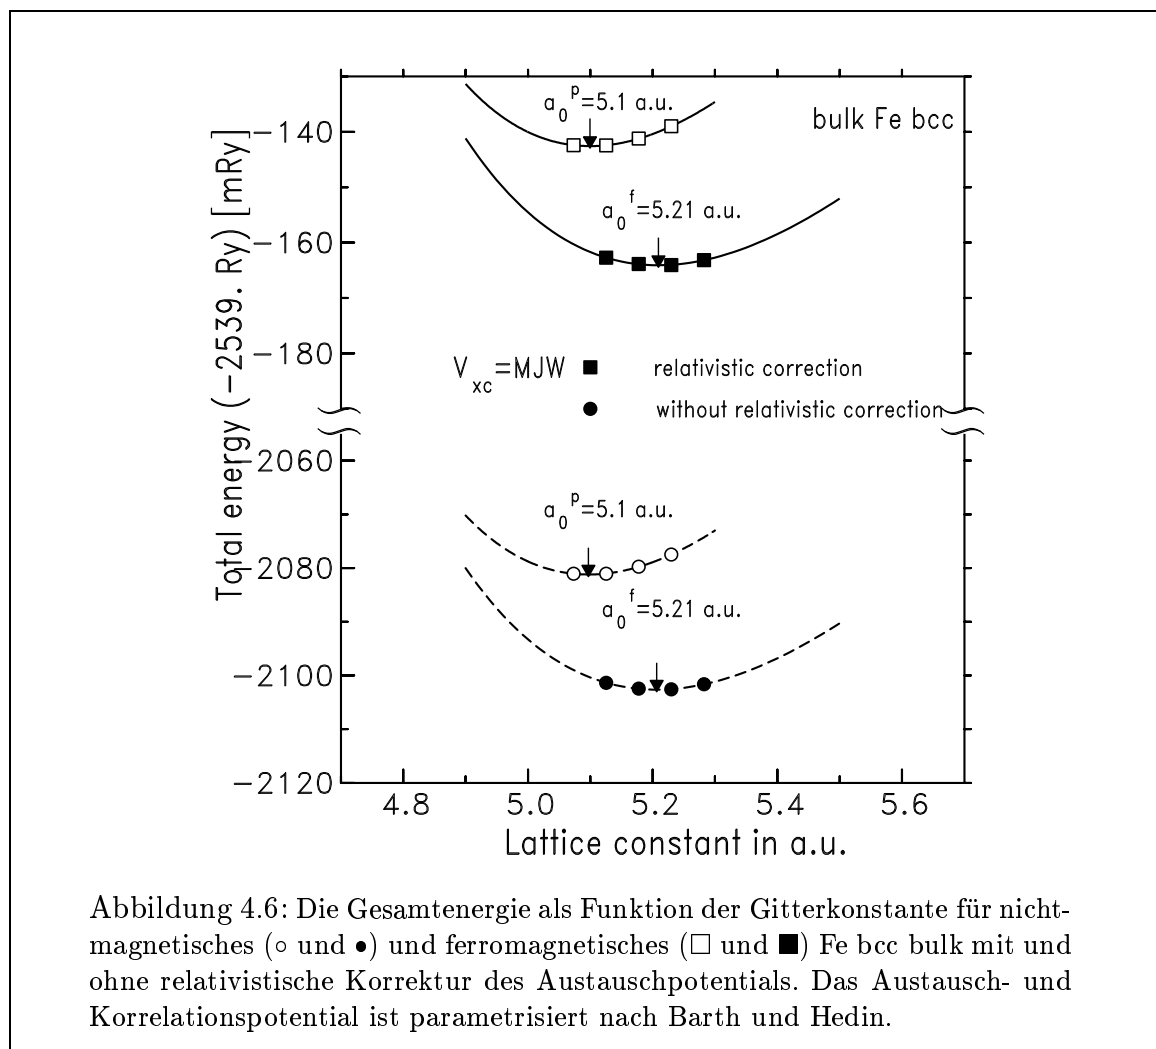 a₀ᵖ=5.1 a.u.
bulk Fe bcc
a₀ᶠ=5.21 a.u.
Total energy (−2539. Ry) [mRy]
−140
−160
−180
V_xc=MJW ■ relativistic correction
● without relativistic correction
−2060
−2080
−2100
−2120
a₀ᵖ=5.1 a.u.
a₀ᶠ=5.21 a.u.
4.8 5.0 5.2 5.4 5.6
Lattice constant in a.u.
Abbildung 4.6: Die Gesamtenergie als Funktion der Gitterkonstante für nicht-
magnetisches (○ und ●) und ferromagnetisches (□ und ■) Fe bcc bulk mit und
ohne relativistische Korrektur des Austauschpotentials. Das Austausch- und
Korrelationspotential ist parametrisiert nach Barth und Hedin.